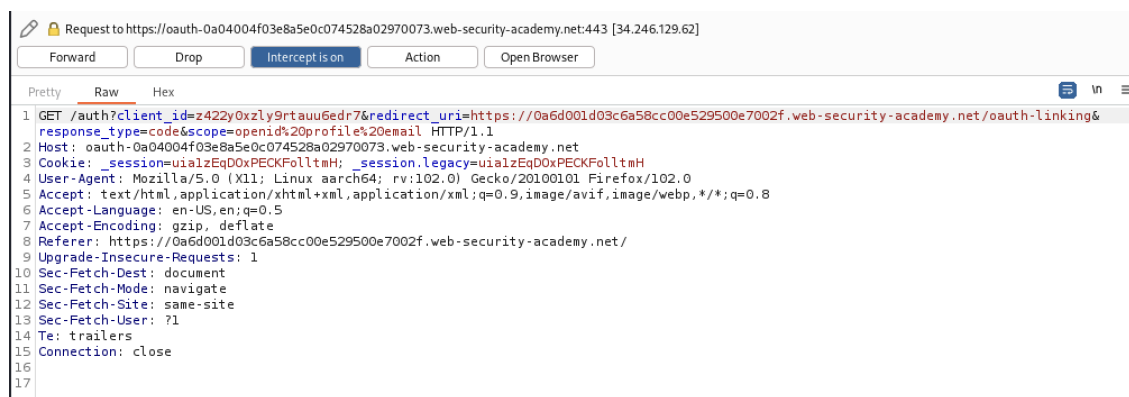 Request to https://oauth-0a04004f03e8a5e0c074528a02970073.web-security-academy.net:443 [34.246.129.62]
Forward Drop Intercept is on Action Open Browser
Pretty Raw Hex \n
1 GET /auth?client_id=z422y0xzly9rtauu6edr7&redirect_uri=https://0a6d001d03c6a58cc00e529500e7002f.web-security-academy.net/oauth-linking&
response_type=code&scope=openid%20profile%20email HTTP/1.1
2 Host: oauth-0a04004f03e8a5e0c074528a02970073.web-security-academy.net
3 Cookie: _session=uia1zEqDOxPECKFolltmH; _session.legacy=uia1zEqDOxPECKFolltmH
4 User-Agent: Mozilla/5.0 (X11; Linux aarch64; rv:102.0) Gecko/20100101 Firefox/102.0
5 Accept: text/html,application/xhtml+xml,application/xml;q=0.9,image/avif,image/webp,*/*;q=0.8
6 Accept-Language: en-US,en;q=0.5
7 Accept-Encoding: gzip, deflate
8 Referer: https://0a6d001d03c6a58cc00e529500e7002f.web-security-academy.net/
9 Upgrade-Insecure-Requests: 1
10 Sec-Fetch-Dest: document
11 Sec-Fetch-Mode: navigate
12 Sec-Fetch-Site: same-site
13 Sec-Fetch-User: ?1
14 Te: trailers
15 Connection: close
16
17